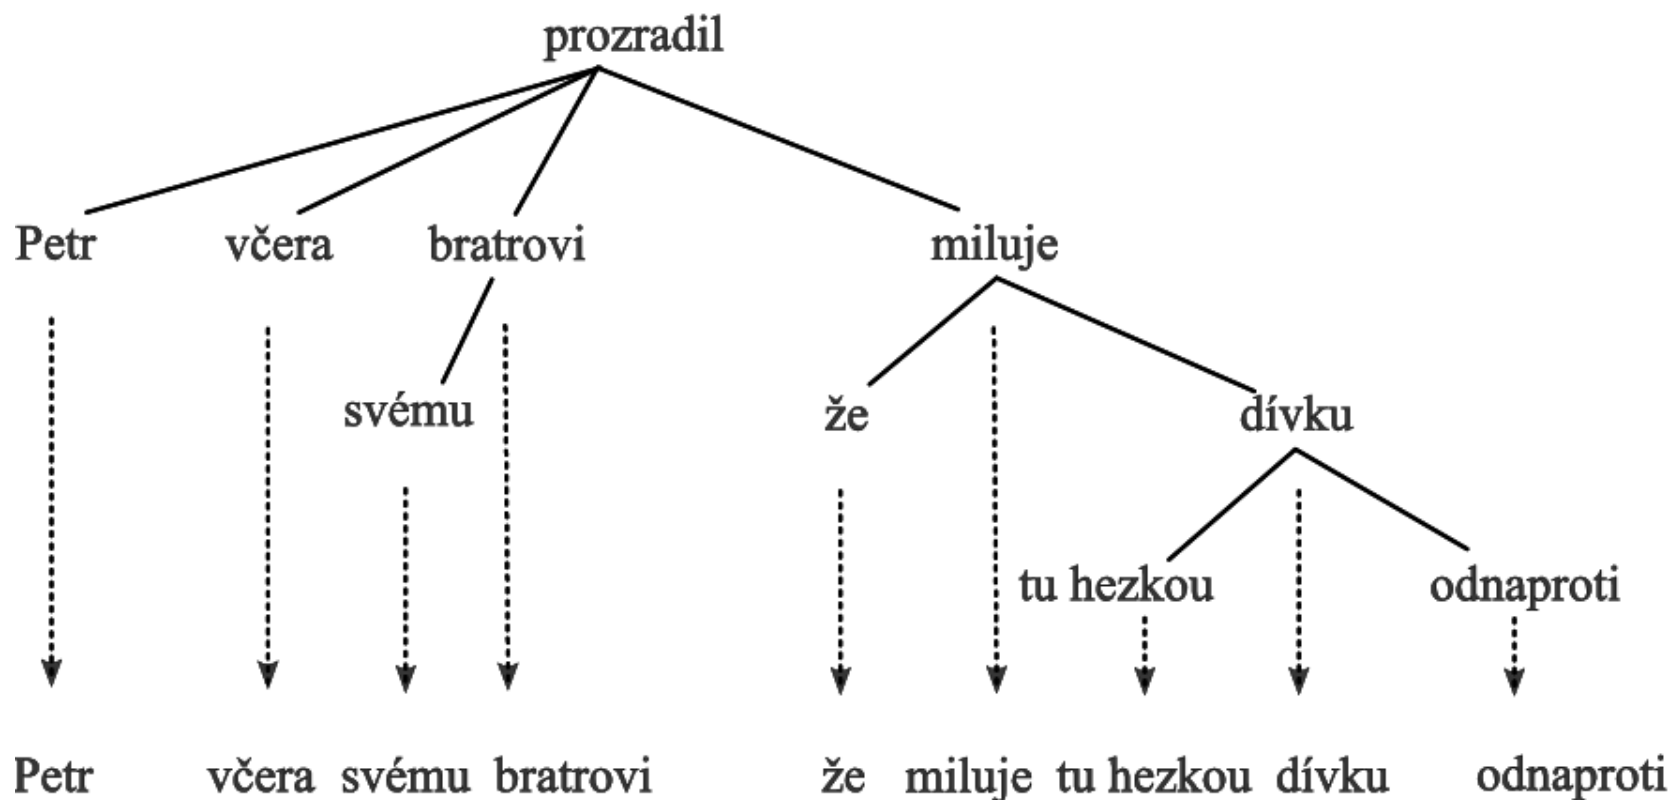 prozradil
Petr včera bratrovi miluje
svému že dívku
tu hezkou odnaproti
Petr včera svému bratrovi že miluje tu hezkou dívku odnaproti